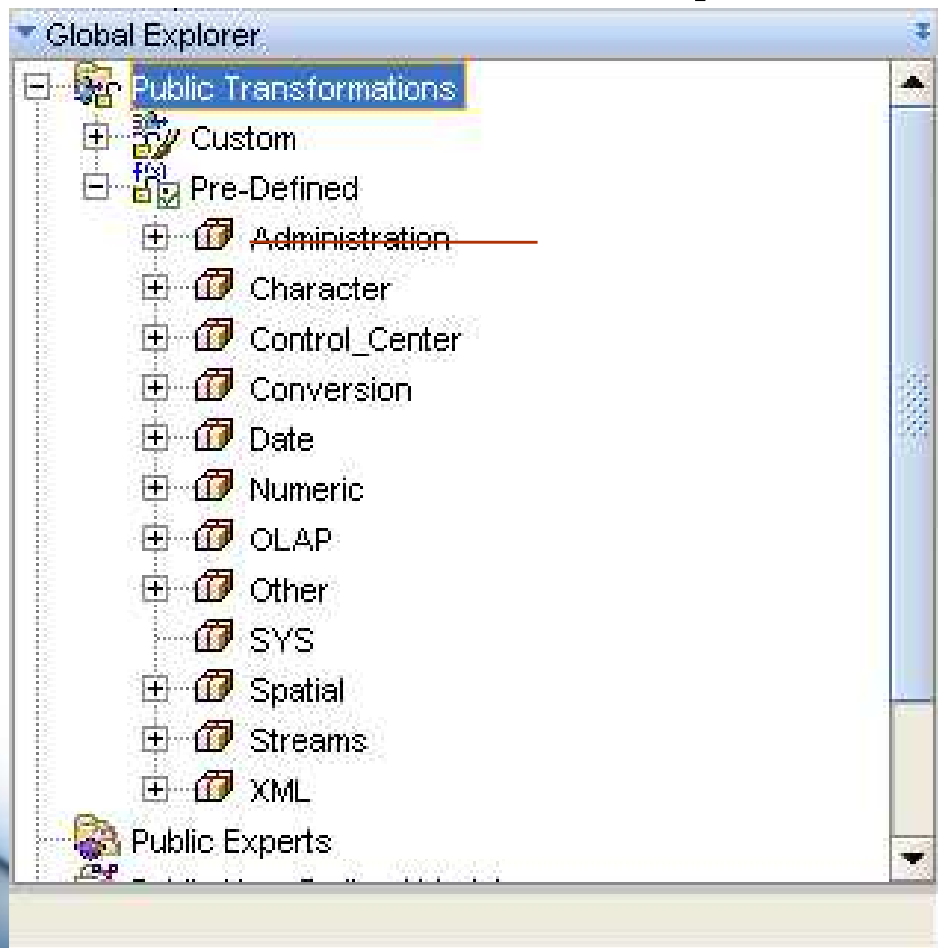 Global Explorer
Public Transformations
Custom
Pre-Defined
Administration
Character
Control_Center
Conversion
Date
Numeric
OLAP
Other
SYS
Spatial
Streams
XML
Public Experts